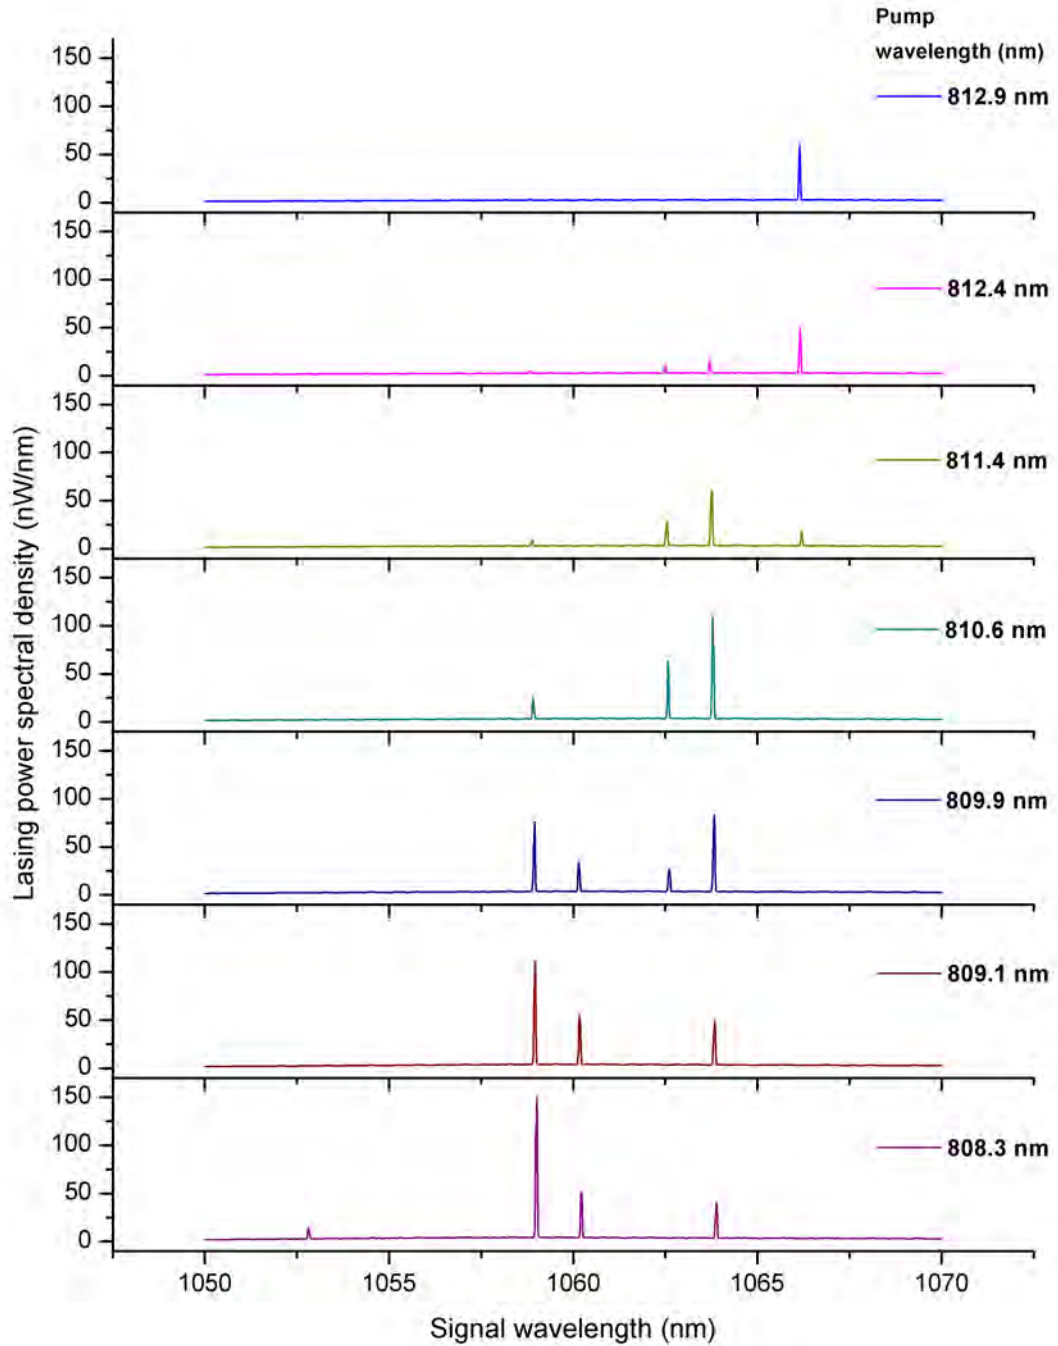 Pump
wavelength (nm)
150
100
50
0
812.9 nm
150
100
50
0
812.4 nm
150
100
50
0
811.4 nm
150
100
50
0
810.6 nm
150
100
50
0
809.9 nm
150
100
50
0
809.1 nm
150
100
50
0
808.3 nm
1050 1055 1060 1065 1070
Signal wavelength (nm)
Lasing power spectral density (nW/nm)